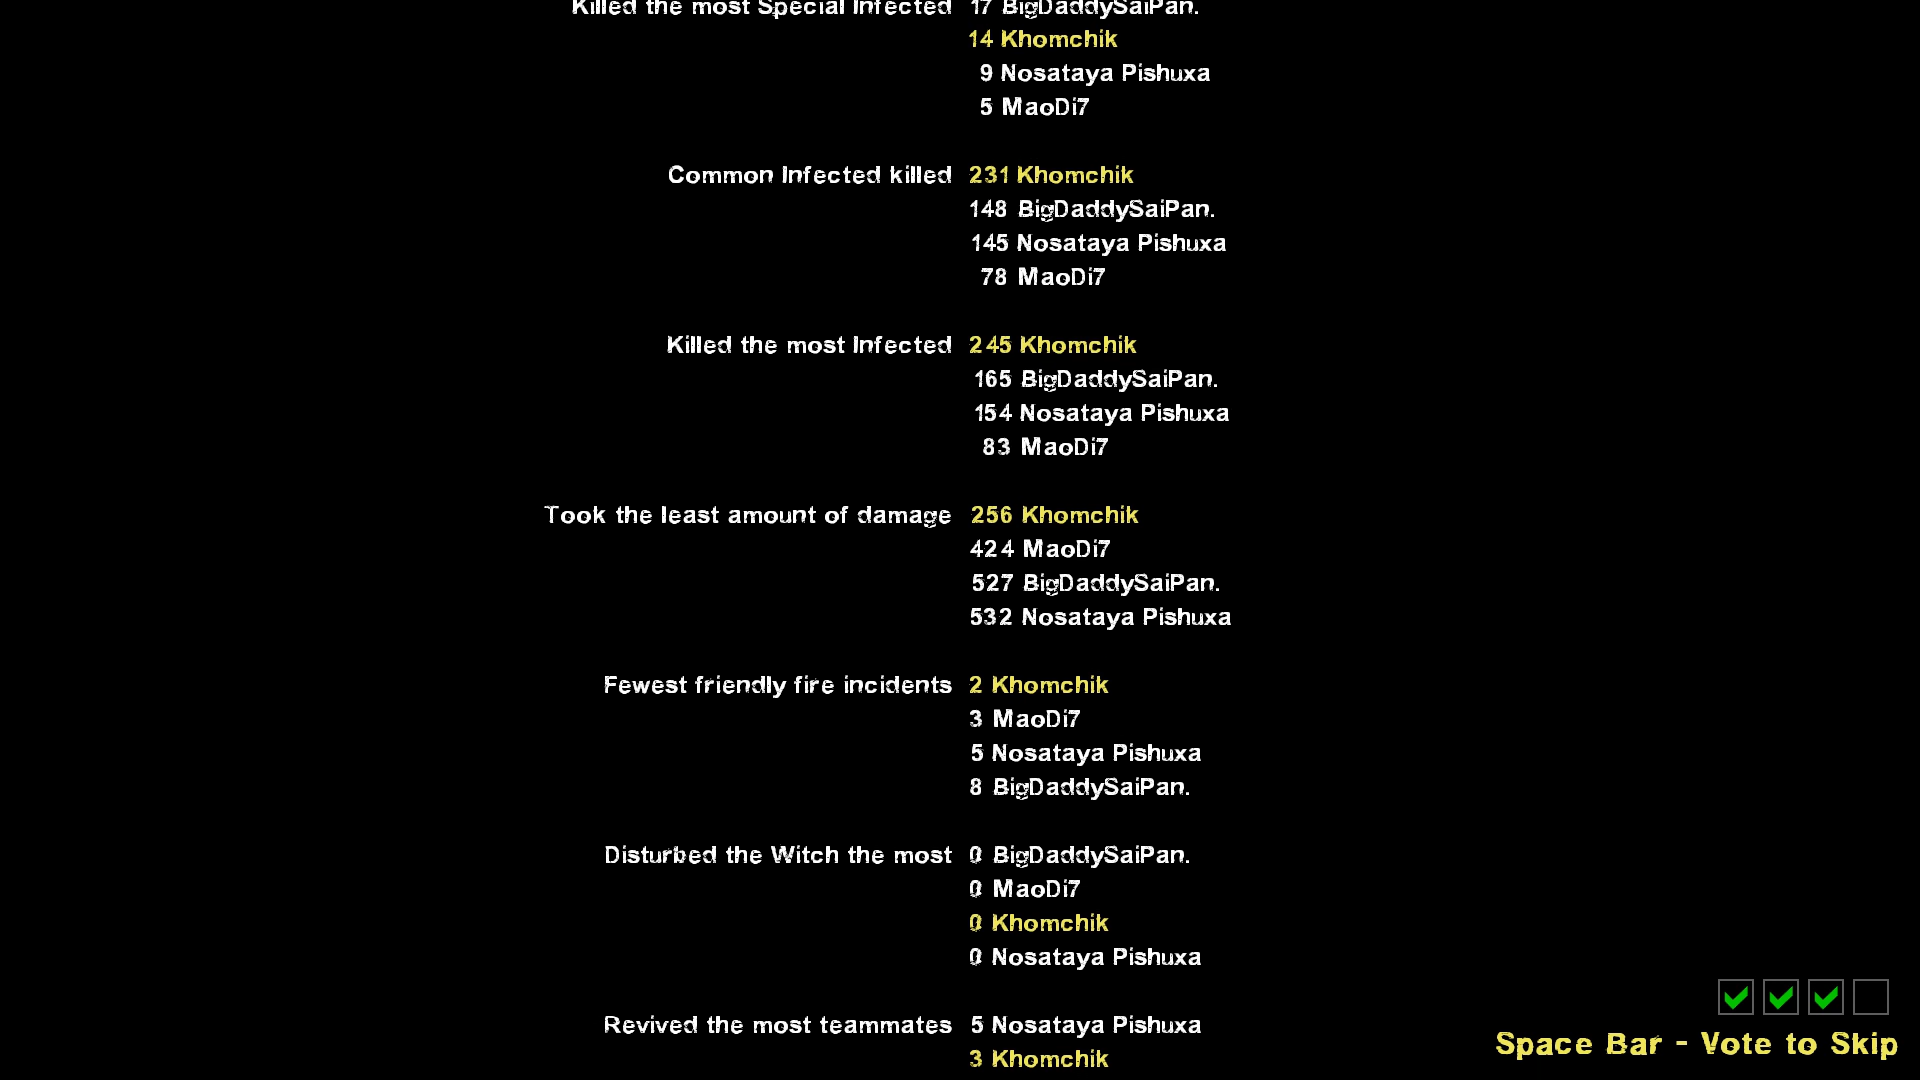 Killed the most Special Infected 17 BigDaddySaiPan.
14 Khomchik
9 Nosataya Pishuxa
5 MaoDi7
Common Infected killed 231 Khomchik
148 BigDaddySaiPan.
145 Nosataya Pishuxa
78 MaoDi7
Killed the most Infected 245 Khomchik
165 BigDaddySaiPan.
154 Nosataya Pishuxa
83 MaoDi7
Took the least amount of damage 256 Khomchik
424 MaoDi7
527 BigDaddySaiPan.
532 Nosataya Pishuxa
Fewest friendly fire incidents 2 Khomchik
3 MaoDi7
5 Nosataya Pishuxa
8 BigDaddySaiPan.
Disturbed the Witch the most 0 BigDaddySaiPan.
0 MaoDi7
0 Khomchik
0 Nosataya Pishuxa
Revived the most teammates 5 Nosataya Pishuxa
3 Khomchik
Space Bar - Vote to Skip